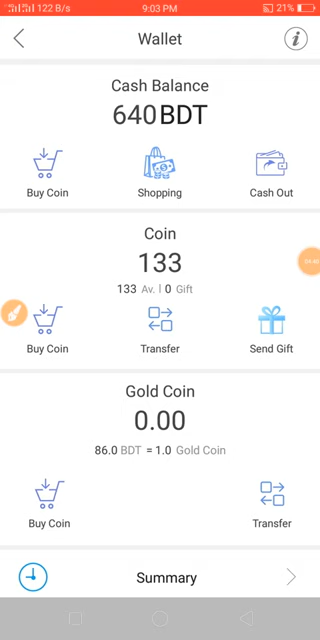 122 B/s 9:03 PM 21%
Wallet
Cash Balance
640BDT
Buy Coin Shopping Cash Out
Coin
133
133 Av. | 0 Gift
Buy Coin Transfer Send Gift
Gold Coin
0.00
86.0 BDT = 1.0 Gold Coin
Buy Coin Transfer
Summary